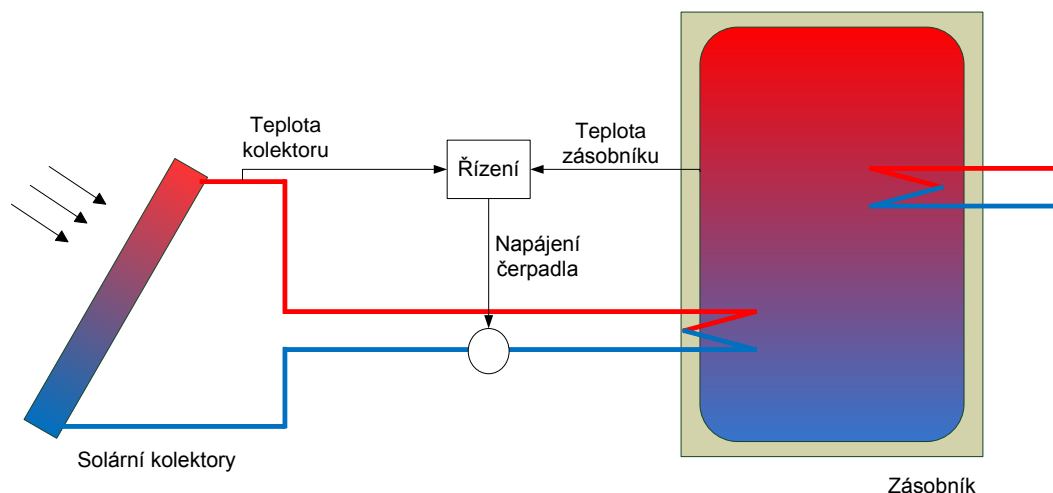 Teplota
kolektoru
Řízení
Teplota
zásobníku
Napájení
čerpadla
Solární kolektory
Zásobník